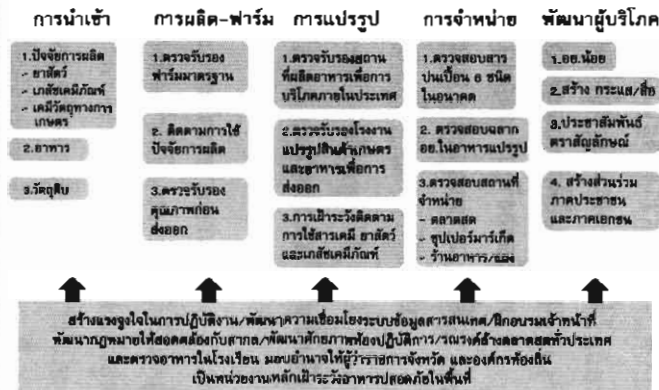 การนำเข้า
1.ปัจจัยการผลิต
- ยาสัตว์
- เภสัชเคมีภัณฑ์
- เคมีวัตถุทางการ
เกษตร
2.อาหาร
3.วัตถุดิบ
การผลิต-ฟาร์ม
1.ตรวจรับรอง
ฟาร์มมาตรฐาน
2. ติดตามการใช้
ปัจจัยการผลิต
3.ตรวจรับรอง
คุณภาพก่อน
ส่งออก
การแปรรูป
1.ตรวจรับรองสถาน
ที่ผลิตอาหารเพื่อการ
บริโภคภายในประเทศ
2.ตรวจรับรองโรงงาน
แปรรูปสินค้าเกษตร
และอาหารเพื่อการ
ส่งออก
3.การเฝ้าระวังติดตาม
การใช้สารเคมี ยาสัตว์
และเภสัชเคมีภัณฑ์
การจำหน่าย
1.ตรวจสอบสาร
ปนเปื้อน 6 ชนิด
ในอนาคต
2. ตรวจสอบฉลาก
อย.ในอาหารแปรรูป
3.ตรวจสอบสถานที่
จำหน่าย
- ตลาดสด
- ซุปเปอร์มาร์เก็ต
- ร้านอาหาร/แผง
พัฒนาผู้บริโภค
1.อย.น้อย
2.สร้าง กระแส/สื่อ
3.ประชาสัมพันธ์
ตราสัญลักษณ์
4. สร้างส่วนร่วม
ภาคประชาชน
และภาคเอกชน
สร้างแรงจูงใจในการปฏิบัติงาน/พัฒนาความเชื่อมโยงระบบข้อมูลสารสนเทศ/ฝึกอบรมเจ้าหน้าที่
พัฒนากฎหมายให้สอดคล้องกับสากล/พัฒนาศักยภาพห้องปฏิบัติการ/รณรงค์ล้างตลาดสดทั่วประเทศ
และตรวจอาหารในโรงเรียน มอบอำนาจให้ผู้ว่าราชการจังหวัด และองค์กรท้องถิ่น
เป็นหน่วยงานหลักเฝ้าระวังอาหารปลอดภัยในพื้นที่